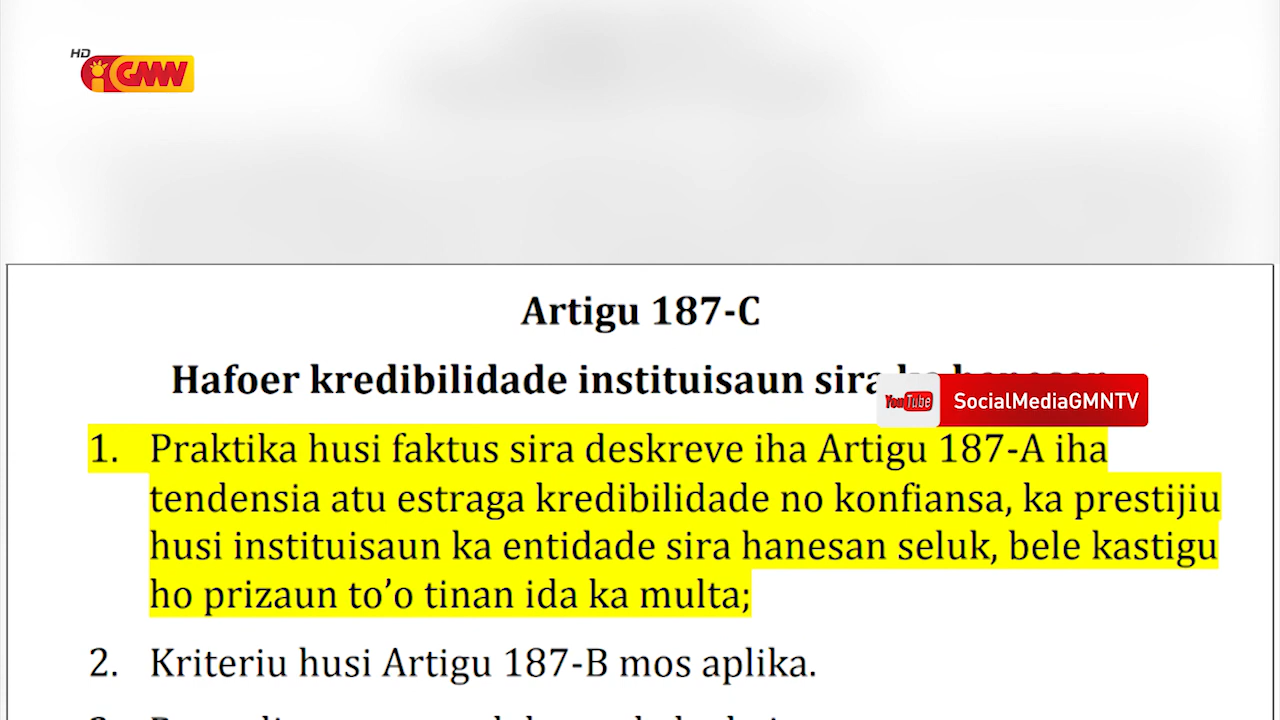 HD
GMN
Artigu 187-C
Hafoer kredibilidade instituisaun sira
YouTube
SocialMediaGMNTV
1. Praktika husi faktus sira deskreve iha Artigu 187-A iha
tendensia atu estraga kredibilidade no konfiansa, ka prestijiu
husi instituisaun ka entidade sira hanesan seluk, bele kastigu
ho prizaun to’o tinan ida ka multa;
2. Kriteriu husi Artigu 187-B mos aplika.